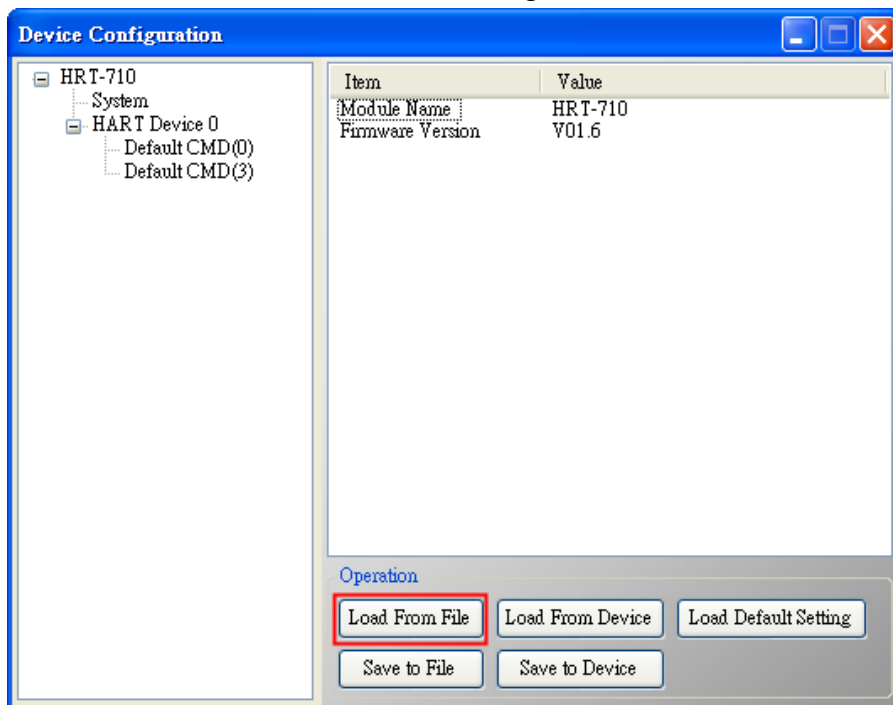 Device Configuration
HRT-710
System
HART Device 0
Default CMD(0)
Default CMD(3)
Item Value
Module Name HRT-710
Firmware Version V01.6
Operation
Load From File Load From Device Load Default Setting
Save to File Save to Device